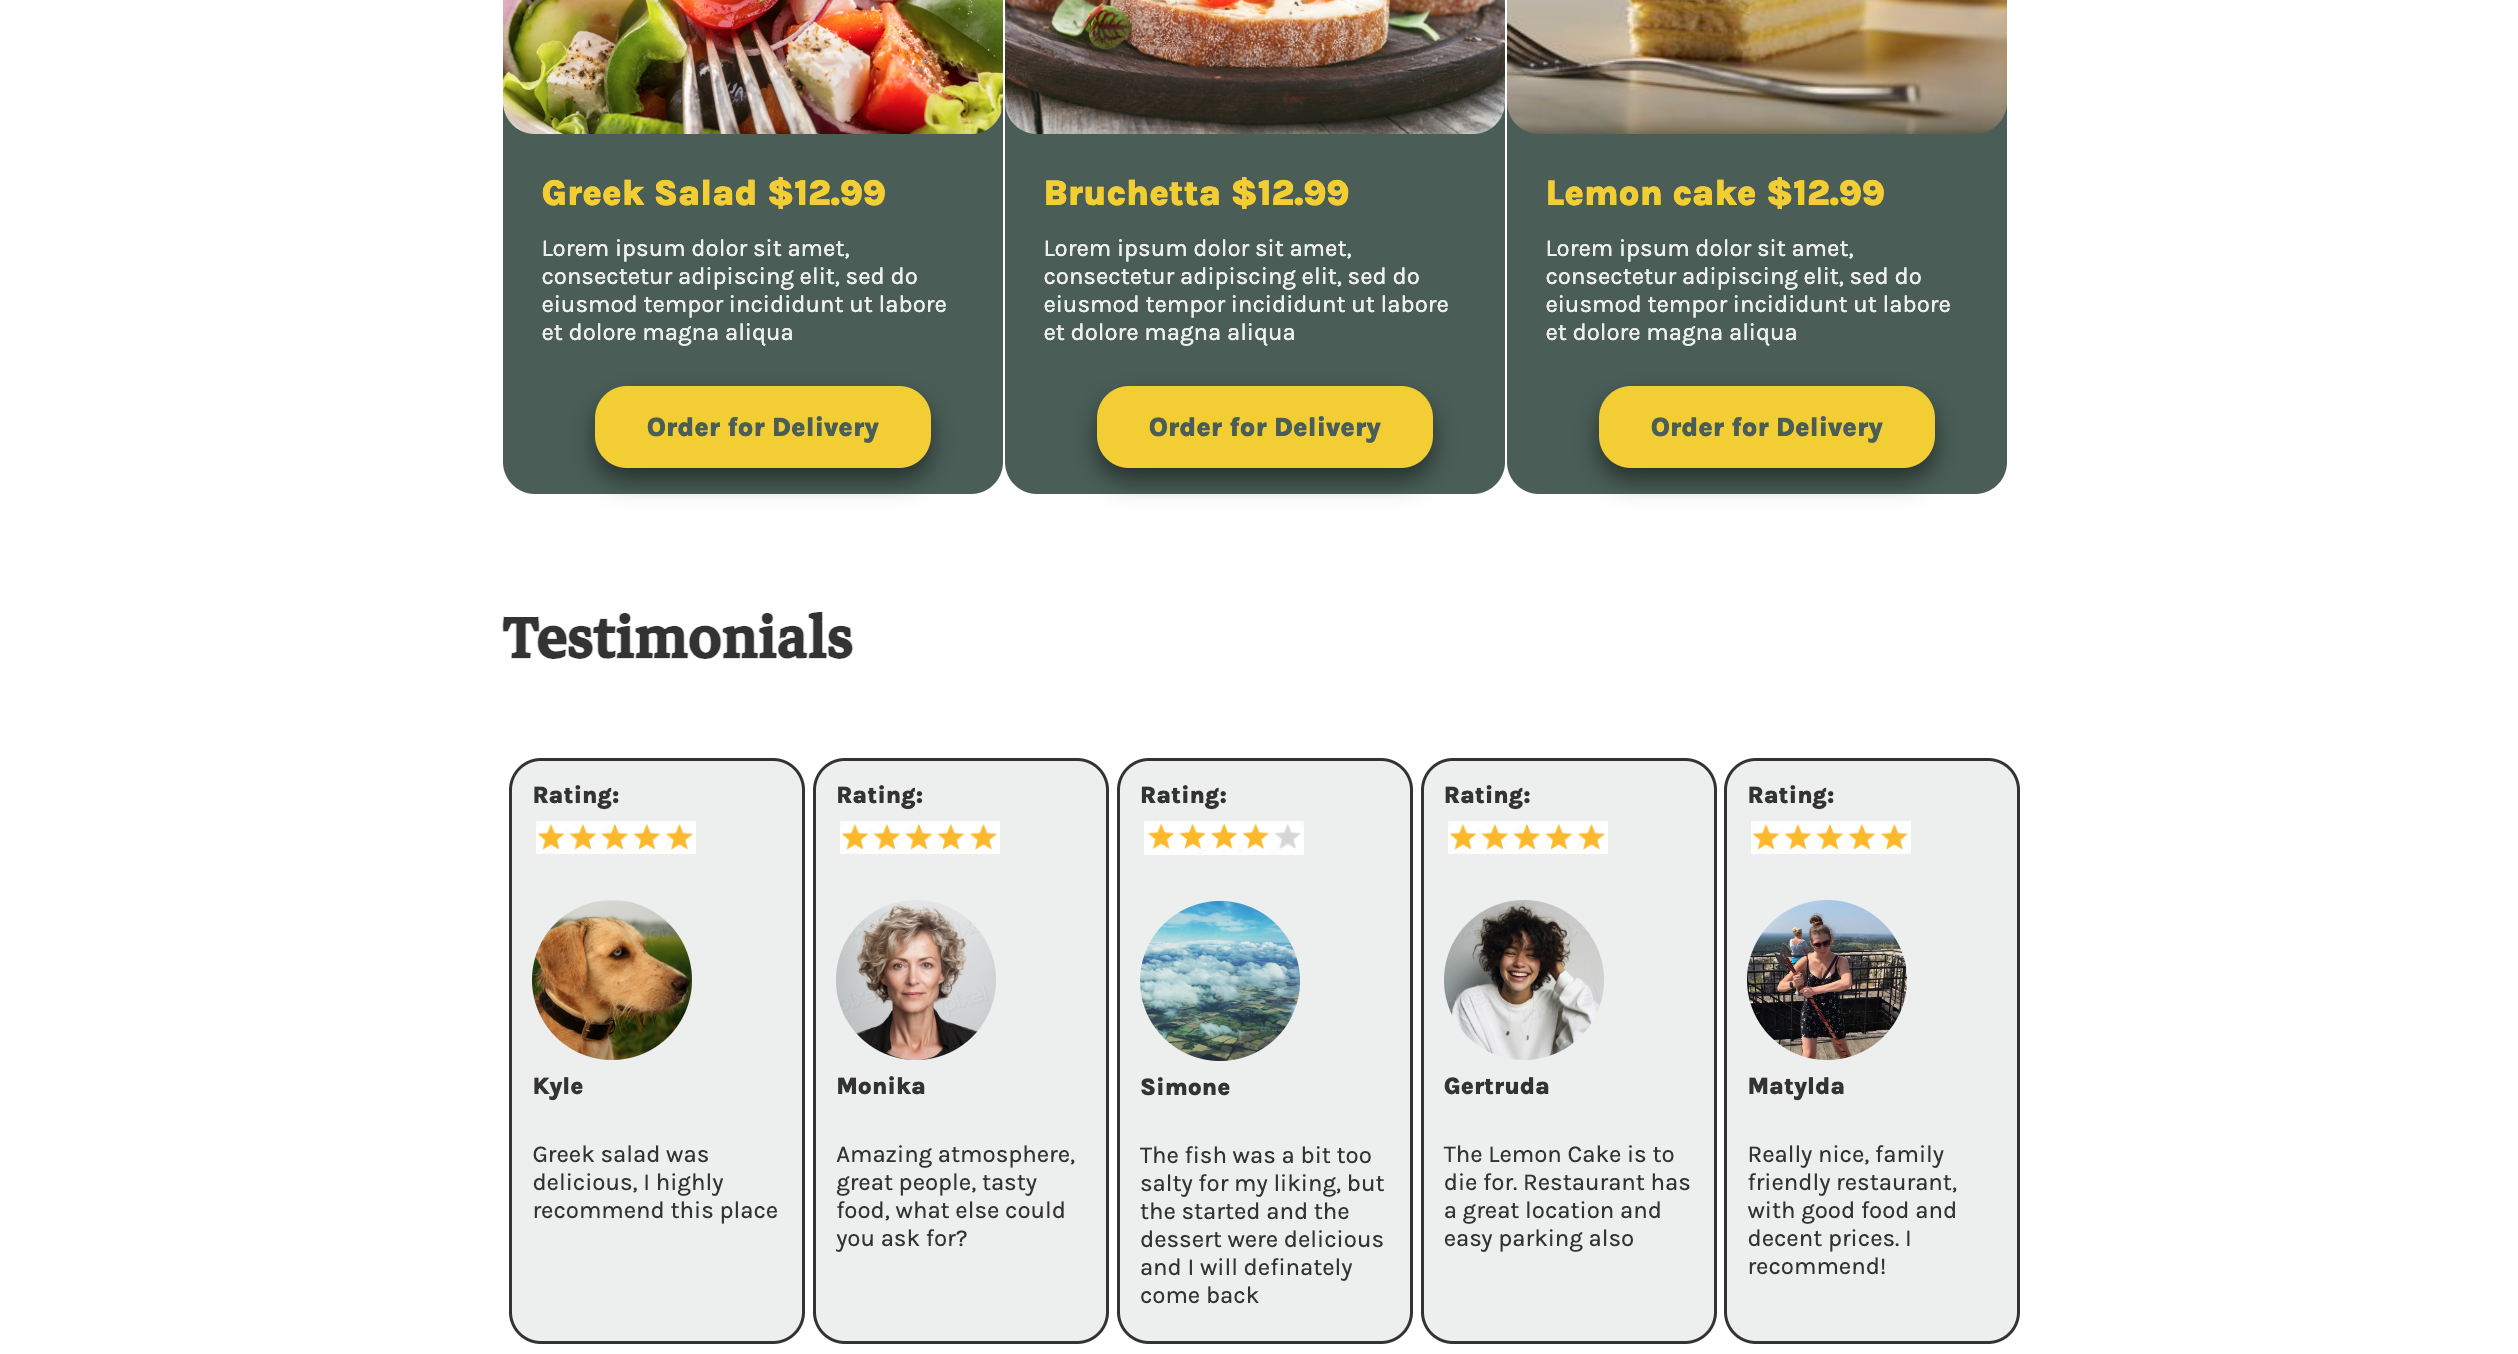 Greek Salad $12.99
Lorem ipsum dolor sit amet,
consectetur adipiscing elit, sed do
eiusmod tempor incididunt ut labore
et dolore magna aliqua
Order for Delivery
Bruchetta $12.99
Lorem ipsum dolor sit amet,
consectetur adipiscing elit, sed do
eiusmod tempor incididunt ut labore
et dolore magna aliqua
Order for Delivery
Lemon cake $12.99
Lorem ipsum dolor sit amet,
consectetur adipiscing elit, sed do
eiusmod tempor incididunt ut labore
et dolore magna aliqua
Order for Delivery
Testimonials
Rating:
Kyle
Greek salad was
delicious, I highly
recommend this place
Rating:
Monika
Amazing atmosphere,
great people, tasty
food, what else could
you ask for?
Rating:
Simone
The fish was a bit too
salty for my liking, but
the started and the
dessert were delicious
and I will definately
come back
Rating:
Gertruda
The Lemon Cake is to
die for. Restaurant has
a great location and
easy parking also
Rating:
Matylda
Really nice, family
friendly restaurant,
with good food and
decent prices. I
recommend!